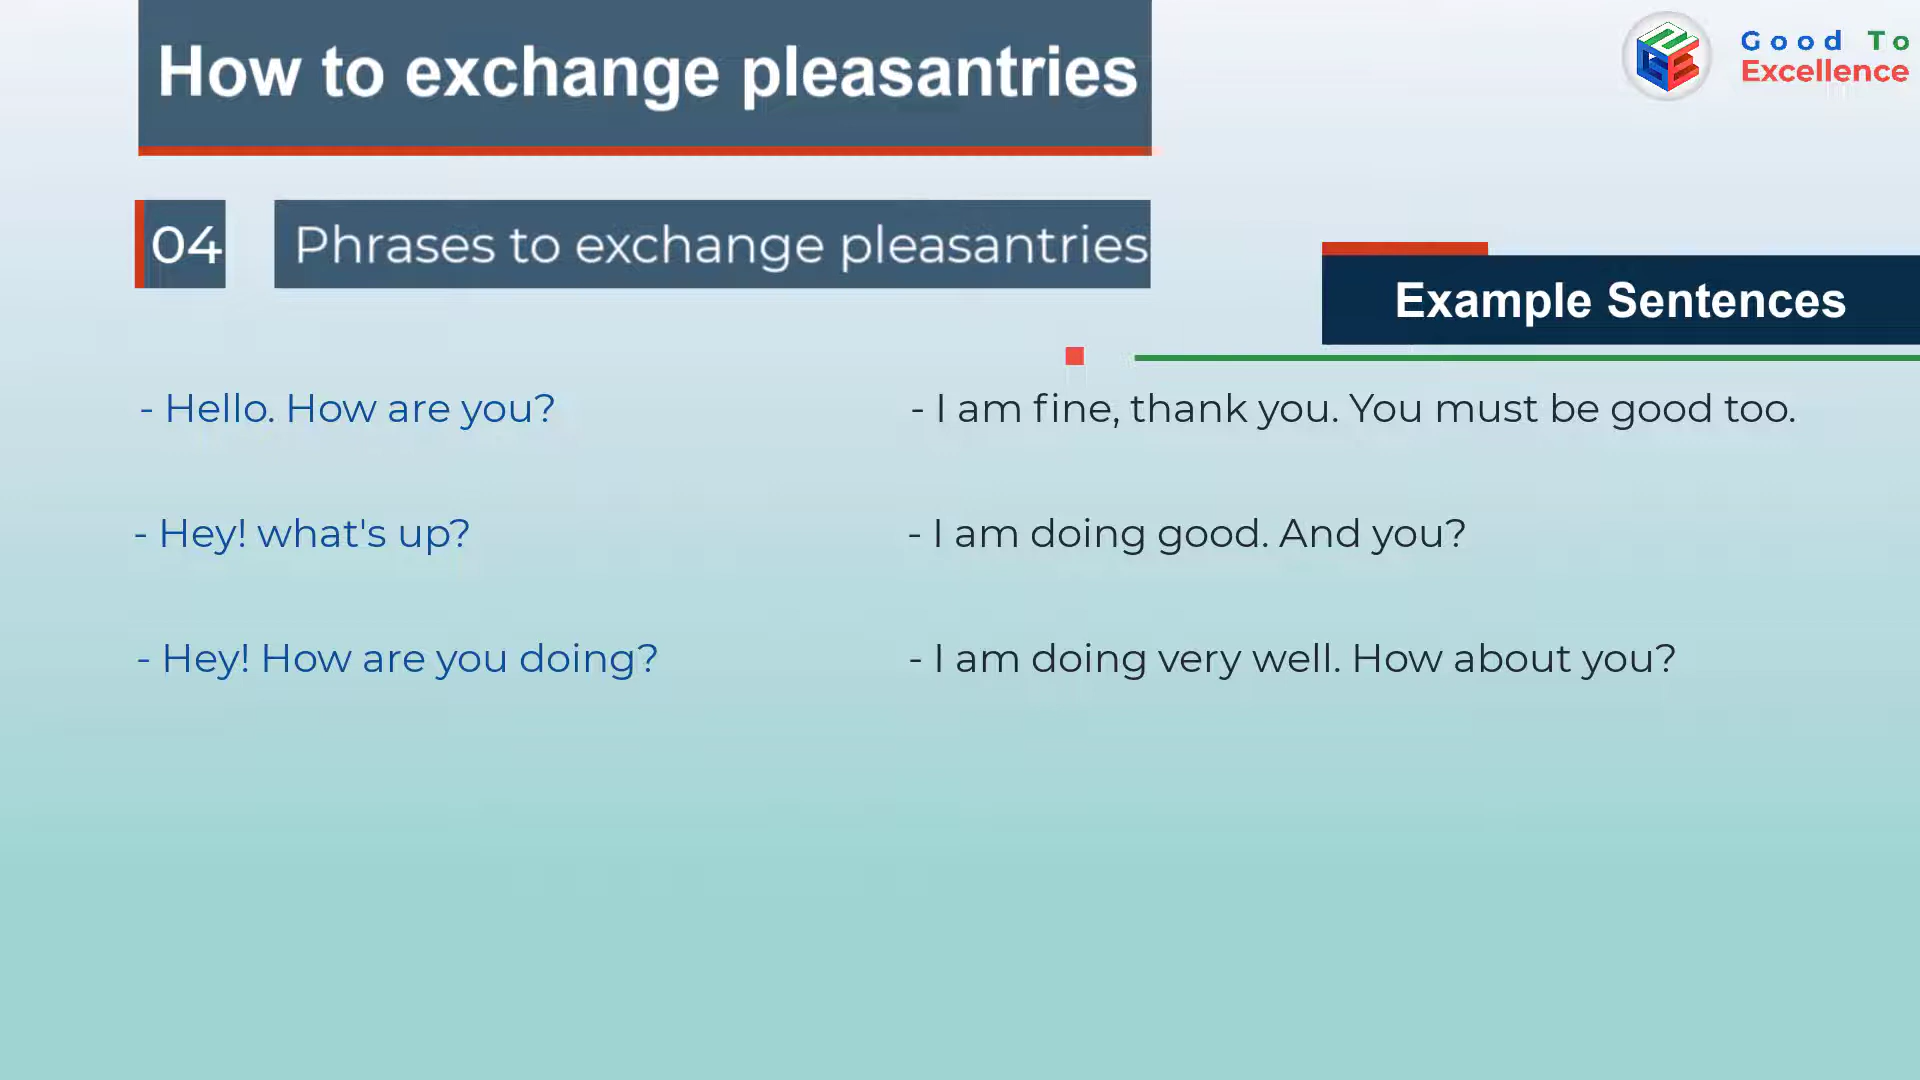 How to exchange pleasantries
Good To
Excellence
04 Phrases to exchange pleasantries
Example Sentences
- Hello. How are you?
- I am fine, thank you. You must be good too.
- Hey! what's up?
- I am doing good. And you?
- Hey! How are you doing?
- I am doing very well. How about you?